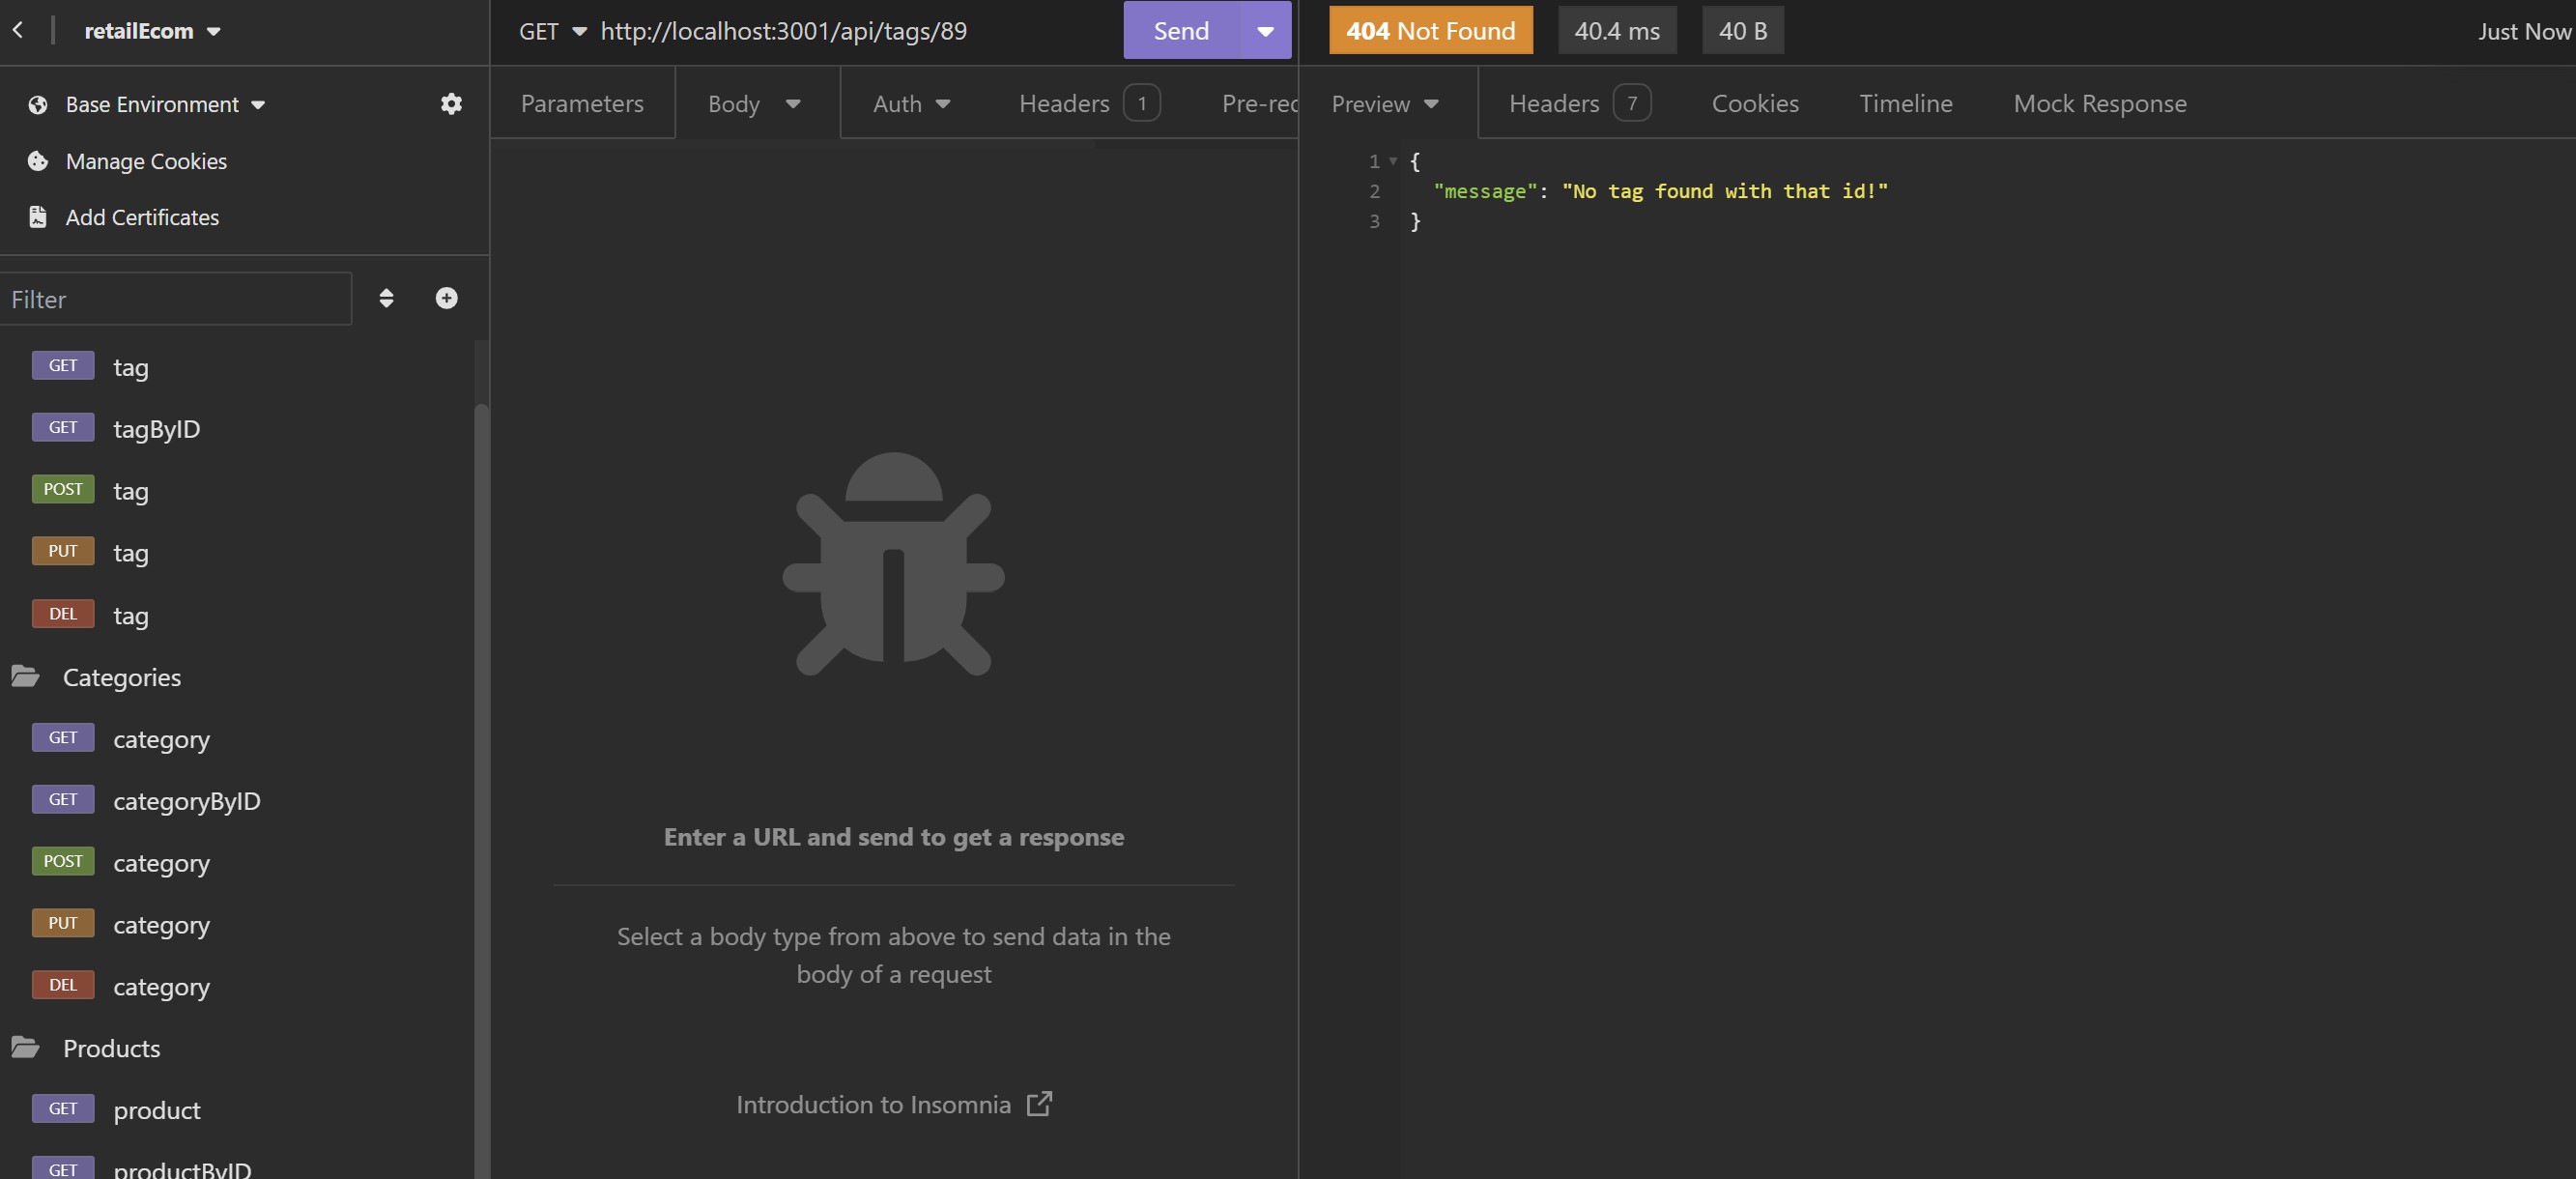 retailEcom
Base Environment
Manage Cookies
Add Certificates
Filter
GET tag
GET tagByID
POST tag
PUT tag
DEL tag
Categories
GET category
GET categoryByID
POST category
PUT category
DEL category
Products
GET product
GET productByID
GET http://localhost:3001/api/tags/89 Send
Parameters Body Auth Headers 1 Pre-req
Enter a URL and send to get a response
Select a body type from above to send data in the
body of a request
Introduction to Insomnia
404 Not Found 40.4 ms 40 B Just Now
Preview Headers 7 Cookies Timeline Mock Response
1 {
2 "message": "No tag found with that id!"
3 }